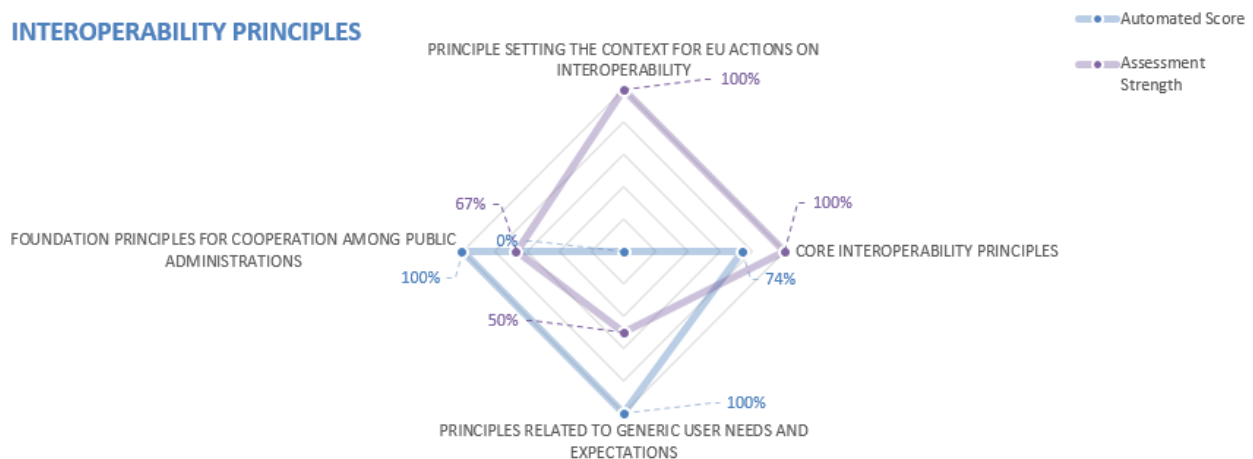 INTEROPERABILITY PRINCIPLES
Automated Score
Assessment
Strength
PRINCIPLE SETTING THE CONTEXT FOR EU ACTIONS ON
INTEROPERABILITY
100%
67%
100%
0%
FOUNDATION PRINCIPLES FOR COOPERATION AMONG PUBLIC
ADMINISTRATIONS
CORE INTEROPERABILITY PRINCIPLES
100%
74%
50%
100%
PRINCIPLES RELATED TO GENERIC USER NEEDS AND
EXPECTATIONS